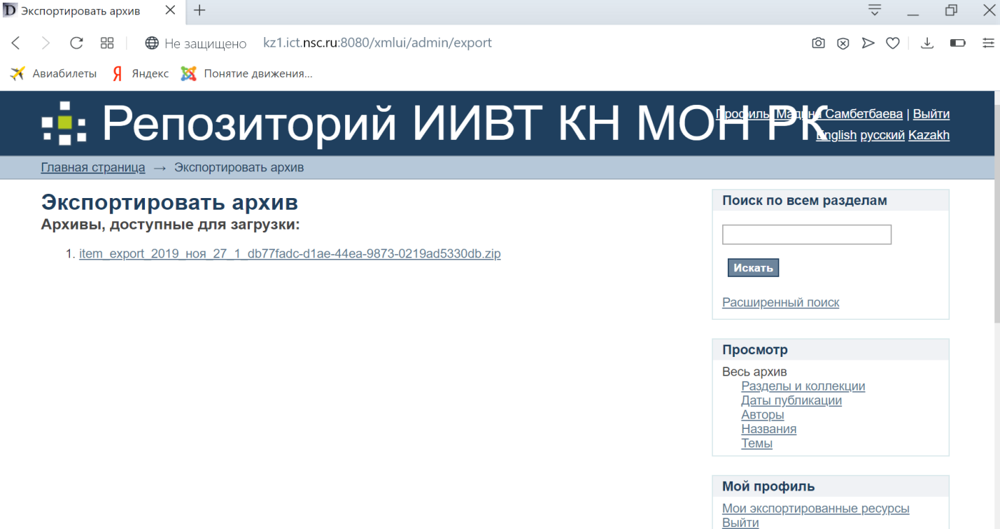 Экспортировать архив
Не защищено kz1.ict.nsc.ru:8080/xmlui/admin/export
Авиабилеты Яндекс Понятие движения...
Репозиторий ИИВТ КН МОН РК
Профиль: Мадина Самбетбаева | Выйти
English русский Kazakh
Главная страница → Экспортировать архив
Экспортировать архив
Архивы, доступные для загрузки:
1. item_export_2019_ноя_27_1_db77fadc-d1ae-44ea-9873-0219ad5330db.zip
Поиск по всем разделам
Искать
Расширенный поиск
Просмотр
Весь архив
Разделы и коллекции
Даты публикации
Авторы
Названия
Темы
Мой профиль
Мои экспортированные ресурсы
Выйти